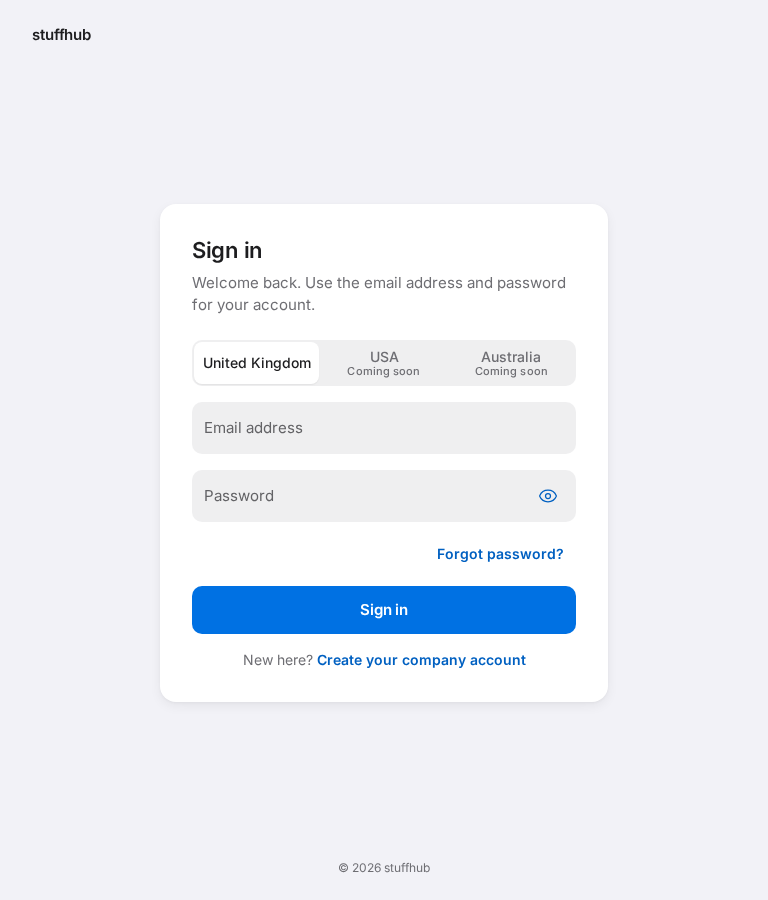 stuffhub
Sign in
Welcome back. Use the email address and password
for your account.
United Kingdom
USA
Coming soon
Australia
Coming soon
Email address
Password
Forgot password?
Sign in
New here? Create your company account
© 2026 stuffhub